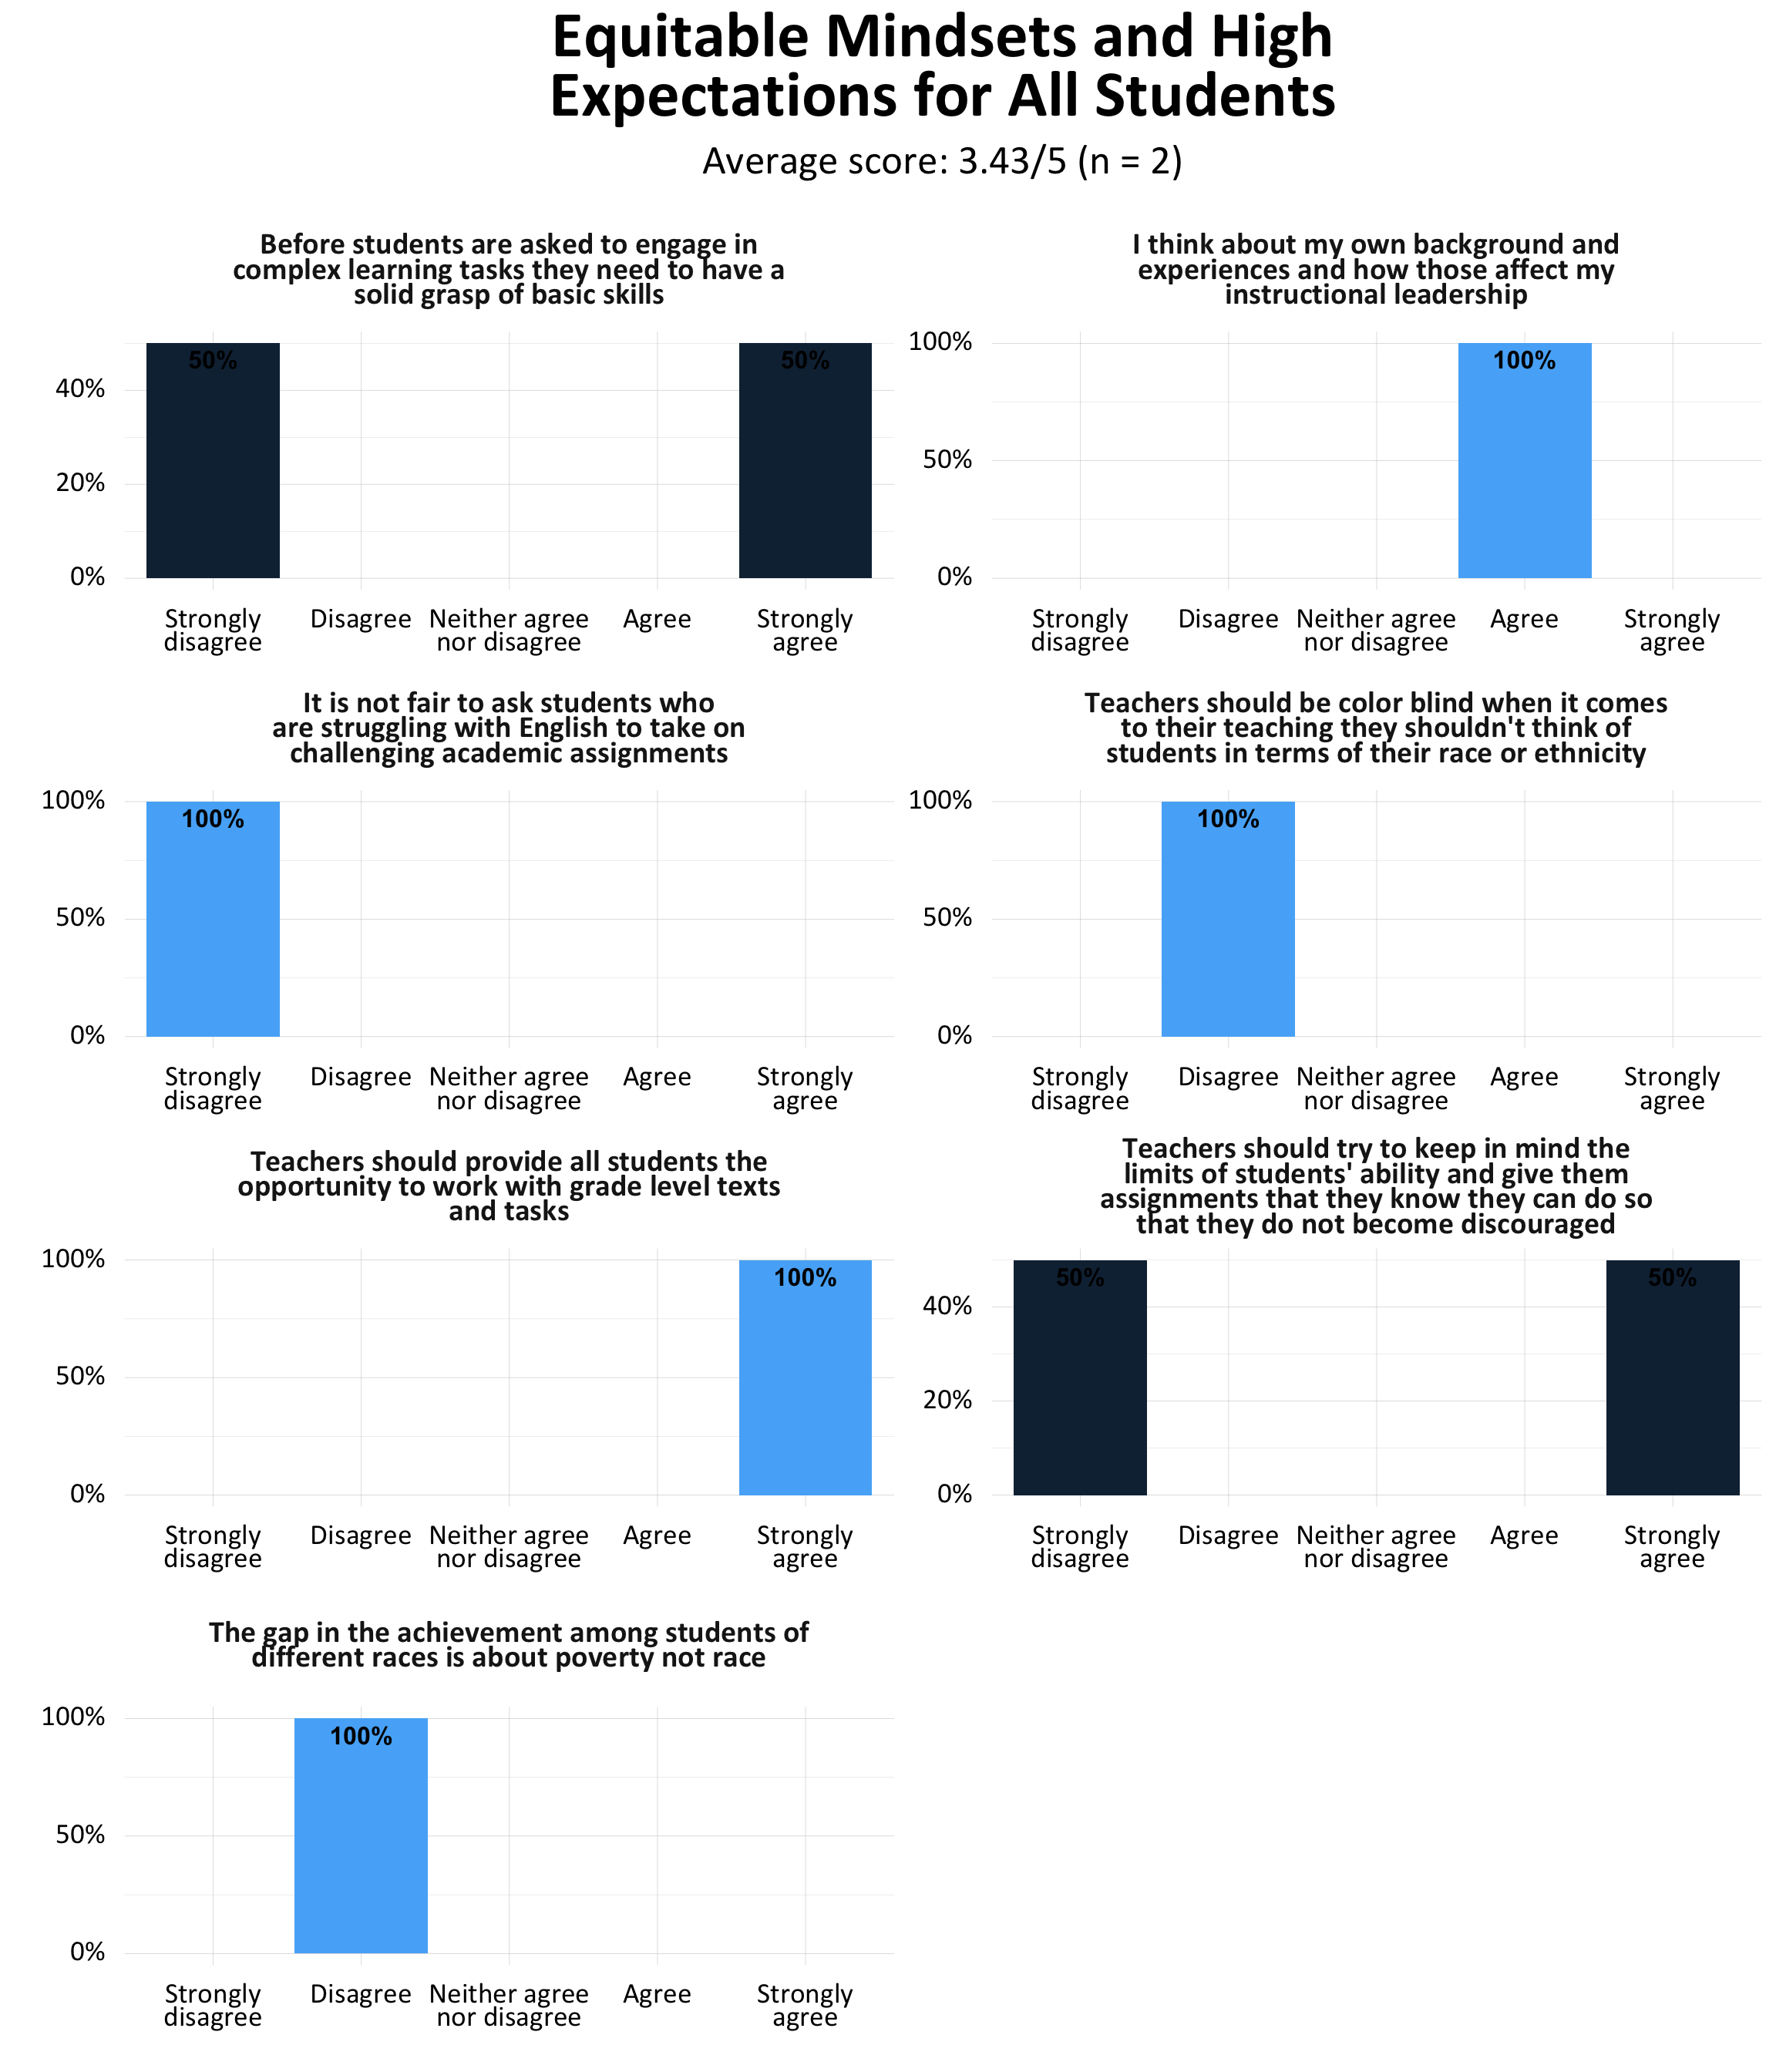 Equitable Mindsets and High
Expectations for All Students
Average score: 3.43/5 (n = 2)
Before students are asked to engage in
complex learning tasks they need to have a
solid grasp of basic skills
50%
50%
40%
20%
0%
Strongly
disagree
Disagree
Neither agree
nor disagree
Agree
Strongly
agree
I think about my own background and
experiences and how those affect my
instructional leadership
100%
100%
50%
0%
Strongly
disagree
Disagree
Neither agree
nor disagree
Agree
Strongly
agree
It is not fair to ask students who
are struggling with English to take on
challenging academic assignments
100%
100%
50%
0%
Strongly
disagree
Disagree
Neither agree
nor disagree
Agree
Strongly
agree
Teachers should be color blind when it comes
to their teaching they shouldn't think of
students in terms of their race or ethnicity
100%
100%
50%
0%
Strongly
disagree
Disagree
Neither agree
nor disagree
Agree
Strongly
agree
Teachers should provide all students the
opportunity to work with grade level texts
and tasks
100%
100%
50%
0%
Strongly
disagree
Disagree
Neither agree
nor disagree
Agree
Strongly
agree
Teachers should try to keep in mind the
limits of students' ability and give them
assignments that they know they can do so
that they do not become discouraged
50%
50%
40%
20%
0%
Strongly
disagree
Disagree
Neither agree
nor disagree
Agree
Strongly
agree
The gap in the achievement among students of
different races is about poverty not race
100%
100%
50%
0%
Strongly
disagree
Disagree
Neither agree
nor disagree
Agree
Strongly
agree